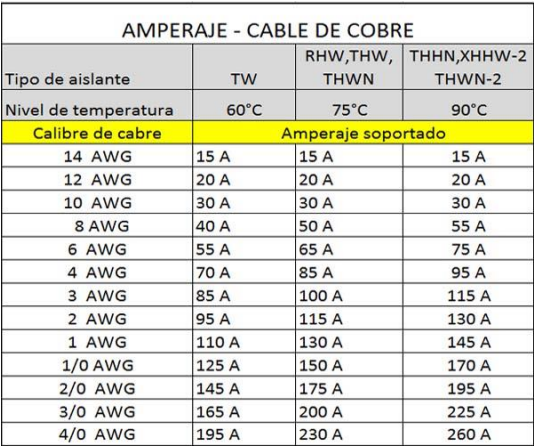 AMPERAJE - CABLE DE COBRE
RHW,THW, THHN,XHHW-2
Tipo de aislante TW THWN THWN-2
Nivel de temperatura 60°C 75°C 90°C
Calibre de cabre Amperaje soportado
14 AWG 15 A 15 A 15 A
12 AWG 20 A 20 A 20 A
10 AWG 30 A 30 A 30 A
8 AWG 40 A 50 A 55 A
6 AWG 55 A 65 A 75 A
4 AWG 70 A 85 A 95 A
3 AWG 85 A 100 A 115 A
2 AWG 95 A 115 A 130 A
1 AWG 110 A 130 A 145 A
1/0 AWG 125 A 150 A 170 A
2/0 AWG 145 A 175 A 195 A
3/0 AWG 165 A 200 A 225 A
4/0 AWG 195 A 230 A 260 A